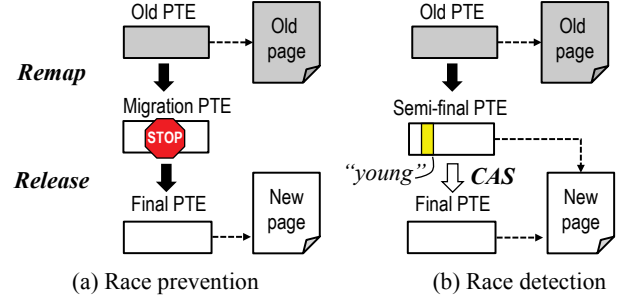 Old PTE
Old
page
Remap
Migration PTE
STOP
Release
Final PTE
New
page
(a) Race prevention
Old PTE
Old
page
Semi-final PTE
“young”
CAS
Final PTE
New
page
(b) Race detection